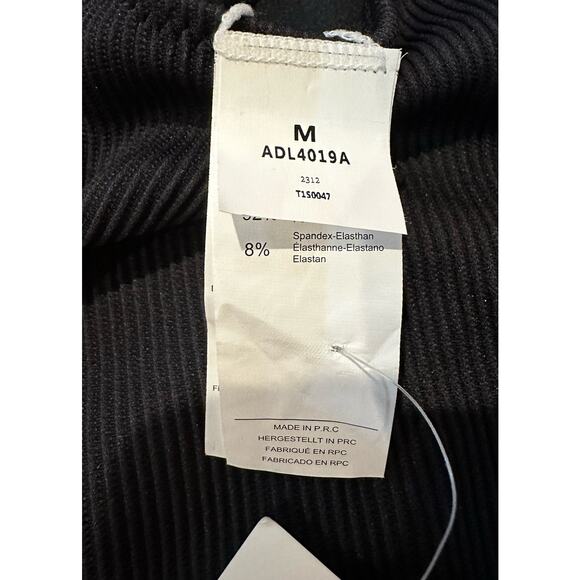 M
ADL4019A
2312
T1S0047
Spandex-Elasthan
8% Élasthanne-Elastano
Elastan
MADE IN P.R.C
HERGESTELLT IN PRC
FABRIQUÉ EN RPC
FABRICADO EN RPC